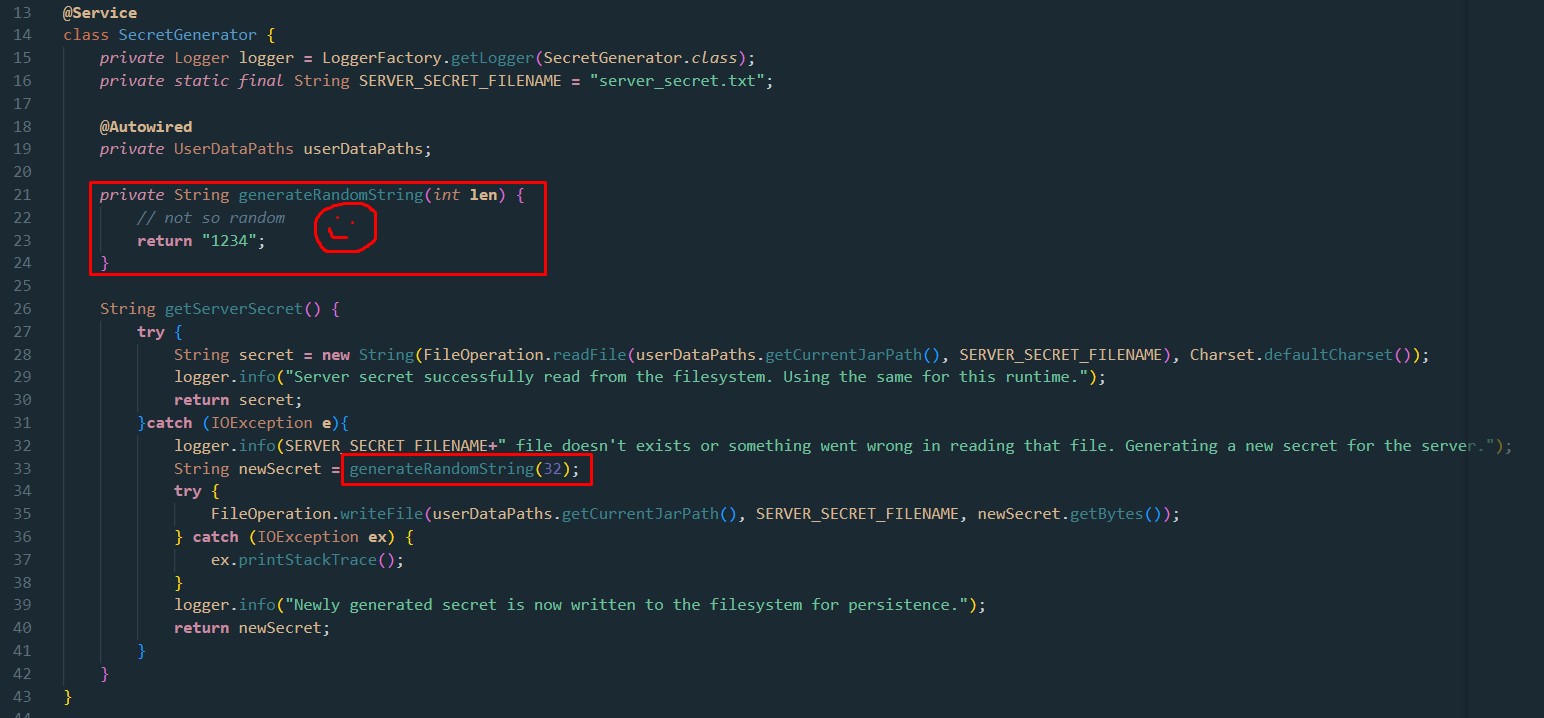 13 @Service
14 class SecretGenerator {
15 private Logger logger = LoggerFactory.getLogger(SecretGenerator.class);
16 private static final String SERVER_SECRET_FILENAME = "server_secret.txt";
17
18 @Autowired
19 private UserDataPaths userDataPaths;
20
21 private String generateRandomString(int len) {
22 // not so random
23 return "1234";
24 }
25
26 String getServerSecret() {
27 try {
28 String secret = new String(FileOperation.readFile(userDataPaths.getCurrentJarPath(), SERVER_SECRET_FILENAME), Charset.defaultCharset());
29 logger.info("Server secret successfully read from the filesystem. Using the same for this runtime.");
30 return secret;
31 }catch (IOException e){
32 logger.info(SERVER_SECRET_FILENAME+" file doesn't exists or something went wrong in reading that file. Generating a new secret for the server.");
33 String newSecret = generateRandomString(32);
34 try {
35 FileOperation.writeFile(userDataPaths.getCurrentJarPath(), SERVER_SECRET_FILENAME, newSecret.getBytes());
36 } catch (IOException ex) {
37 ex.printStackTrace();
38 }
39 logger.info("Newly generated secret is now written to the filesystem for persistence.");
40 return newSecret;
41 }
42 }
43 }
44